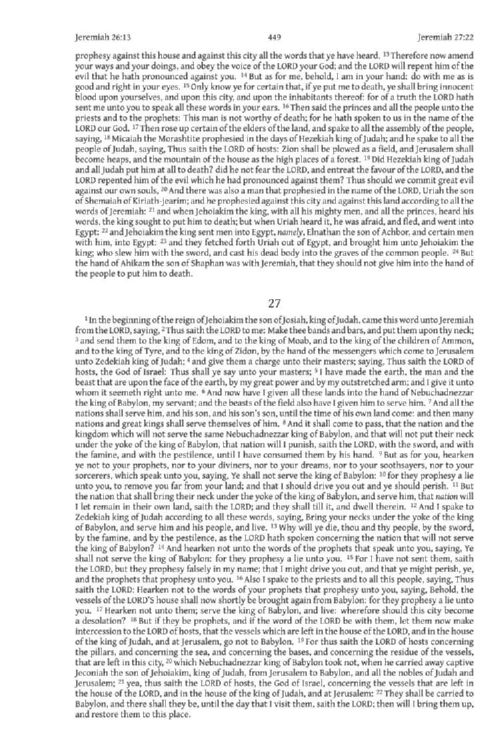 Jeremiah 26:13 449 Jeremiah 27:22
prophesy against this house and against this city all the words that ye have heard. 13 Therefore now amend
your ways and your doings, and obey the voice of the LORD your God; and the LORD will repent him of the
evil that he hath pronounced against you. 14 But as for me, behold, I am in your hand: do with me as is
good and right in your eyes. 15 Only know ye for certain that, if ye put me to death, ye shall bring innocent
blood upon yourselves, and upon this city, and upon the inhabitants thereof: for of a truth the LORD hath
sent me unto you to speak all these words in your ears. 16 Then said the princes and all the people unto the
priests and to the prophets: This man is not worthy of death; for he hath spoken to us in the name of the
LORD our God. 17 Then rose up certain of the elders of the land, and spake to all the assembly of the people,
saying, 18 Micaiah the Morashtite prophesied in the days of Hezekiah king of Judah; and he spake to all the
people of Judah, saying, Thus saith the LORD of hosts: Zion shall be plowed as a field, and Jerusalem shall
become heaps, and the mountain of the house as the high places of a forest. 19 Did Hezekiah king of Judah
and all Judah put him at all to death? did he not fear the LORD, and entreat the favour of the LORD, and the
LORD repented him of the evil which he had pronounced against them? Thus should we commit great evil
against our own souls. 20 And there was also a man that prophesied in the name of the LORD, Uriah the son
of Shemaiah of Kiriath-jearim; and he prophesied against this city and against this land according to all the
words of Jeremiah: 21 and when Jehoiakim the king, with all his mighty men, and all the princes, heard his
words, the king sought to put him to death; but when Uriah heard it, he was afraid, and fled, and went into
Egypt: 22 and Jehoiakim the king sent men into Egypt, namely, Elnathan the son of Achbor, and certain men
with him, into Egypt: 23 and they fetched forth Uriah out of Egypt, and brought him unto Jehoiakim the
king; who slew him with the sword, and cast his dead body into the graves of the common people. 24 But
the hand of Ahikam the son of Shaphan was with Jeremiah, that they should not give him into the hand of
the people to put him to death.
27
1 In the beginning of the reign of Jehoiakim the son of Josiah, king of Judah, came this word unto Jeremiah
from the LORD, saying, 2 Thus saith the LORD to me: Make thee bands and bars, and put them upon thy neck;
3 and send them to the king of Edom, and to the king of Moab, and to the king of the children of Ammon,
and to the king of Tyre, and to the king of Zidon, by the hand of the messengers which come to Jerusalem
unto Zedekiah king of Judah; 4 and give them a charge unto their masters; saying, Thus saith the LORD of
hosts, the God of Israel: Thus shall ye say unto your masters; 5 I have made the earth, the man and the
beast that are upon the face of the earth, by my great power and by my outstretched arm; and I give it unto
whom it seemeth right unto me. 6 And now have I given all these lands into the hand of Nebuchadnezzar
the king of Babylon, my servant; and the beasts of the field also have I given him to serve him. 7 And all the
nations shall serve him, and his son, and his son's son, until the time of his own land come: and then many
nations and great kings shall serve themselves of him. 8 And it shall come to pass, that the nation and the
kingdom which will not serve the same Nebuchadnezzar king of Babylon, and that will not put their neck
under the yoke of the king of Babylon, that nation will I punish, saith the LORD, with the sword, and with
the famine, and with the pestilence, until I have consumed them by his hand. 9 But as for you, hearken
ye not to your prophets, nor to your diviners, nor to your dreams, nor to your soothsayers, nor to your
sorcerers, which speak unto you, saying, Ye shall not serve the king of Babylon: 10 for they prophesy a lie
unto you, to remove you far from your land; and that I should drive you out and ye should perish. 11 But
the nation that shall bring their neck under the yoke of the king of Babylon, and serve him, that nation will
I let remain in their own land, saith the LORD; and they shall till it, and dwell therein. 12 And I spake to
Zedekiah king of Judah according to all these words, saying, Bring your necks under the yoke of the king
of Babylon, and serve him and his people, and live. 13 Why will ye die, thou and thy people, by the sword,
by the famine, and by the pestilence, as the LORD hath spoken concerning the nation that will not serve
the king of Babylon? 14 And hearken not unto the words of the prophets that speak unto you, saying, Ye
shall not serve the king of Babylon: for they prophesy a lie unto you. 15 For I have not sent them, saith
the LORD, but they prophesy falsely in my name; that I might drive you out, and that ye might perish, ye,
and the prophets that prophesy unto you. 16 Also I spake to the priests and to all this people, saying, Thus
saith the LORD: Hearken not to the words of your prophets that prophesy unto you, saying, Behold, the
vessels of the LORD'S house shall now shortly be brought again from Babylon: for they prophesy a lie unto
you. 17 Hearken not unto them; serve the king of Babylon, and live: wherefore should this city become
a desolation? 18 But if they be prophets, and if the word of the LORD be with them, let them now make
intercession to the LORD of hosts, that the vessels which are left in the house of the LORD, and in the house
of the king of Judah, and at Jerusalem, go not to Babylon. 19 For thus saith the LORD of hosts concerning
the pillars, and concerning the sea, and concerning the bases, and concerning the residue of the vessels,
that are left in this city, 20 which Nebuchadnezzar king of Babylon took not, when he carried away captive
Jeconiah the son of Jehoiakim, king of Judah, from Jerusalem to Babylon, and all the nobles of Judah and
Jerusalem; 21 yea, thus saith the LORD of hosts, the God of Israel, concerning the vessels that are left in
the house of the LORD, and in the house of the king of Judah, and at Jerusalem: 22 They shall be carried to
Babylon, and there shall they be, until the day that I visit them, saith the LORD; then will I bring them up,
and restore them to this place.